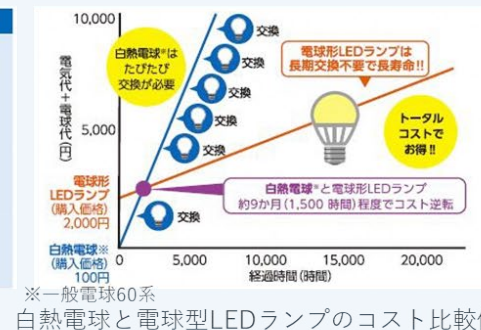 10,000
電気代+電球代(円)
5,000
白熱電球※は
たびたび
交換が必要
交換
交換
交換
交換
交換
交換
電球形LEDランプは
長期交換不要で長寿命!!
トータル
コストで
お得!!
電球形
LEDランプ
(購入価格)
2,000円
白熱電球※と電球形LEDランプ
約9か月(1,500 時間)程度でコスト逆転
白熱電球※
(購入価格)
100円
0
5,000
10,000
15,000
20,000
経過時間(時間)
※一般電球60系
白熱電球と電球型LEDランプのコスト比較